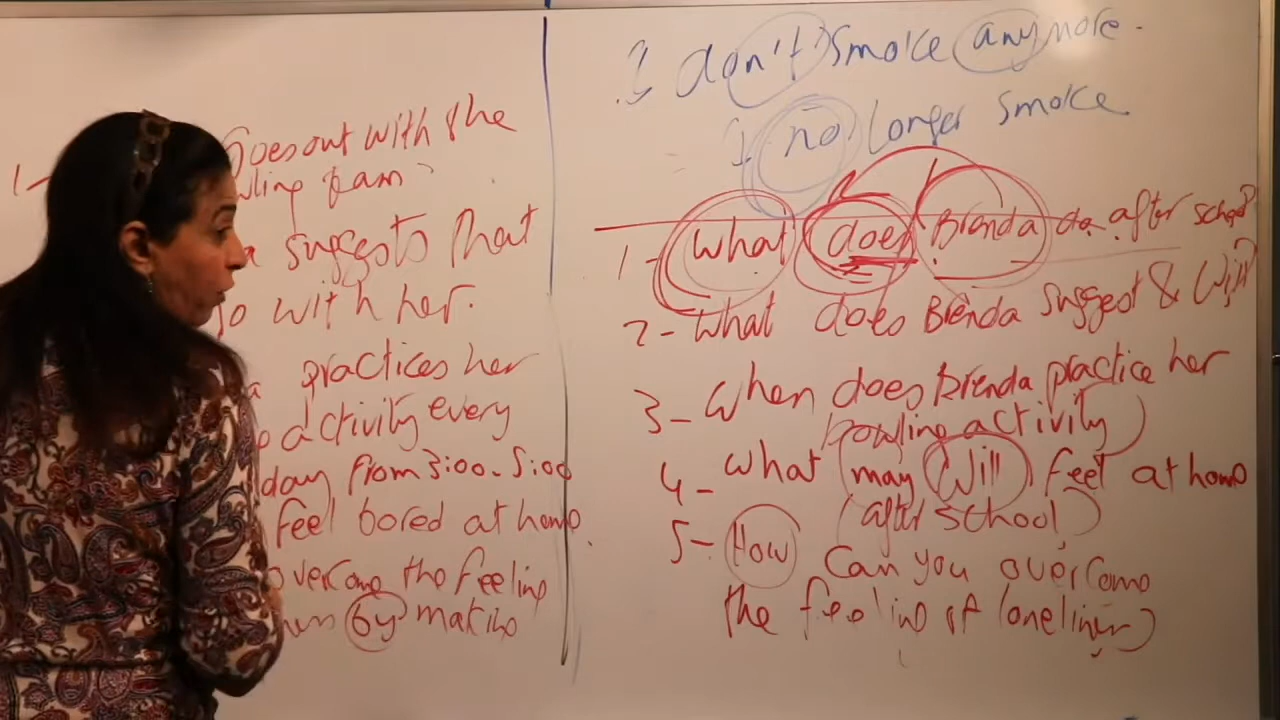 1- Goes out with the
ling team
a suggests that
go with her.
a practices her
activity every
day from 3:00-5:00
feel bored at home
overcome the feeling
by making
I don't smoke anymore.
I no longer smoke
1- what does Brenda do after school?
2- what does Brenda suggest & Will?
3- when does Brenda practice her
bowling activity)
4- what may Will feel at home
(after school)
5- How can you overcome
the feeling of loneliness)